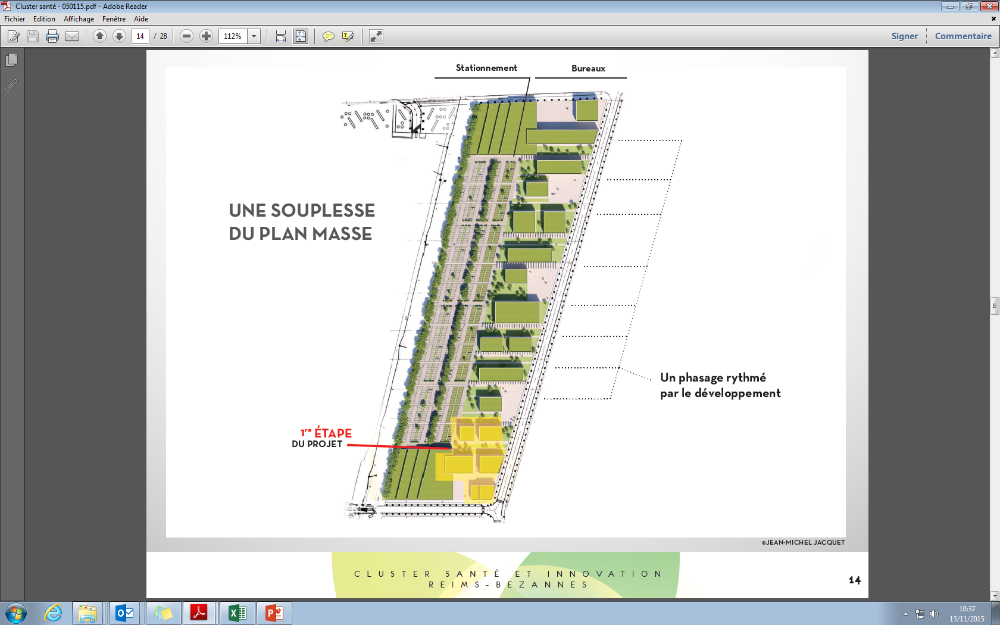 Cluster santé - 050115.pdf - Adobe Reader
Fichier Edition Affichage Fenêtre Aide
14 / 28 112% Signer Commentaire
Stationnement Bureaux
UNE SOUPLESSE
DU PLAN MASSE
Un phasage rythmé
par le développement
1re ÉTAPE
DU PROJET
©JEAN-MICHEL JACQUET
CLUSTER SANTÉ ET INNOVATION
REIMS-BEZANNES
14
10:37
13/11/2015